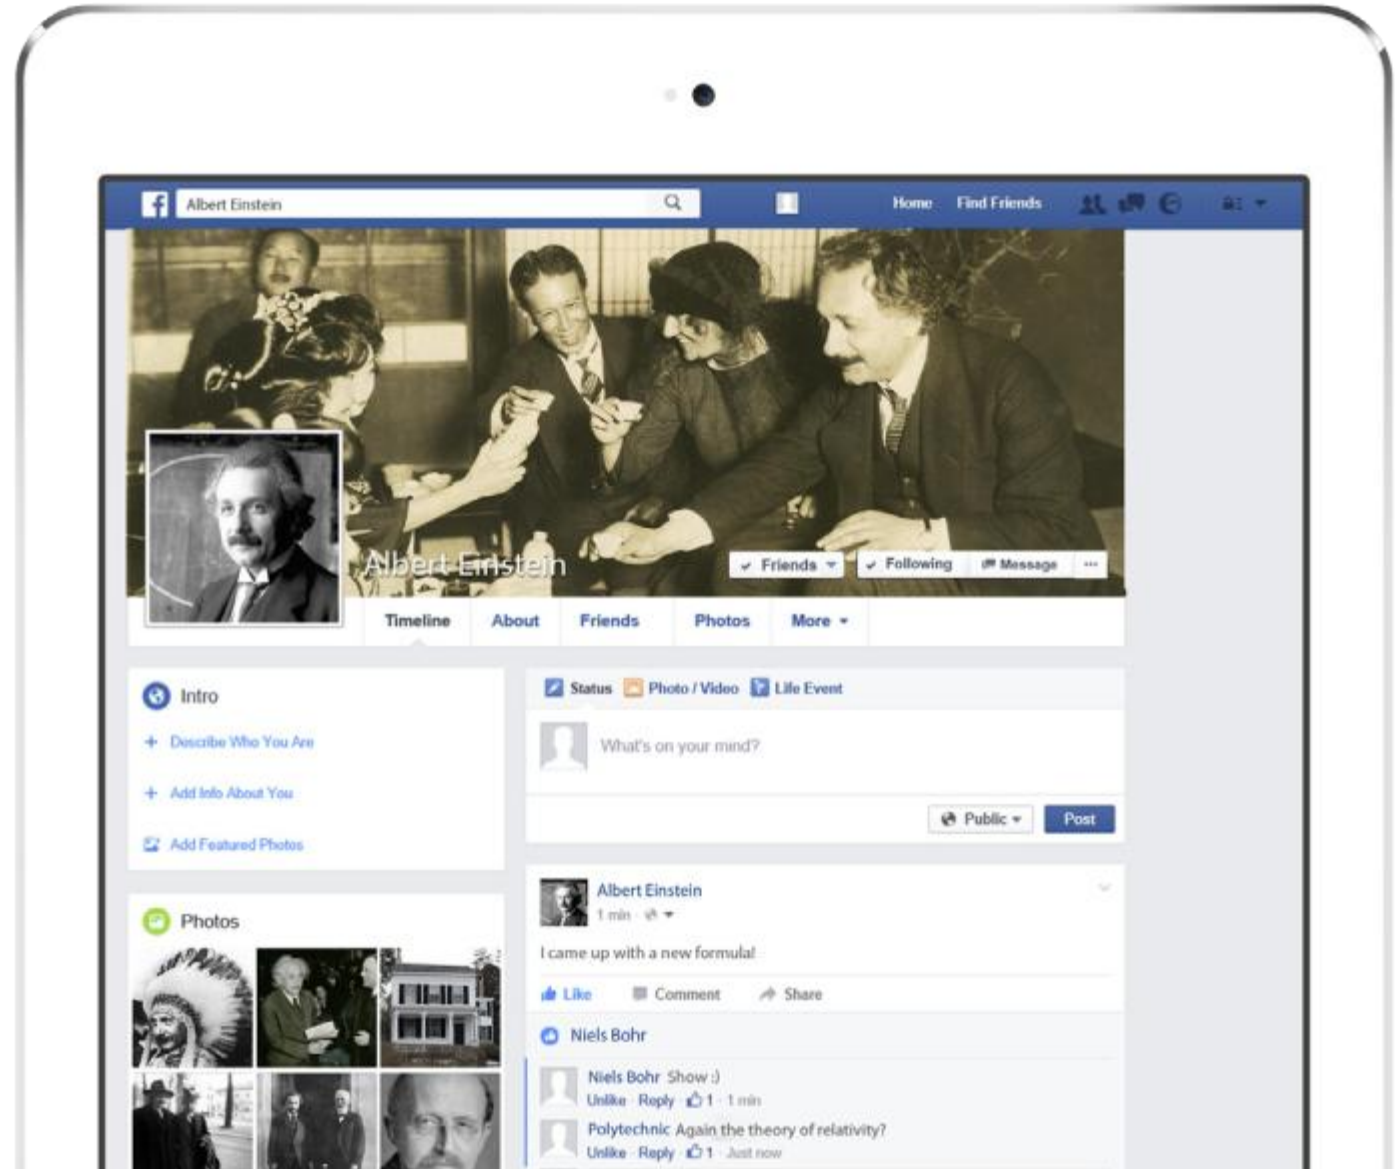 f Albert Einstein Home Find Friends
Albert Einstein
Friends Following Message ...
Timeline About Friends Photos More
Intro
+ Describe Who You Are
+ Add Info About You
Add Featured Photos
Photos
Status Photo / Video Life Event
What's on your mind?
Public Post
Albert Einstein
1 min
I came up with a new formula!
Like Comment Share
Niels Bohr
Niels Bohr Show :)
Unlike · Reply · 1 · 1 min
Polytechnic Again the theory of relativity?
Unlike · Reply · 1 · Just now